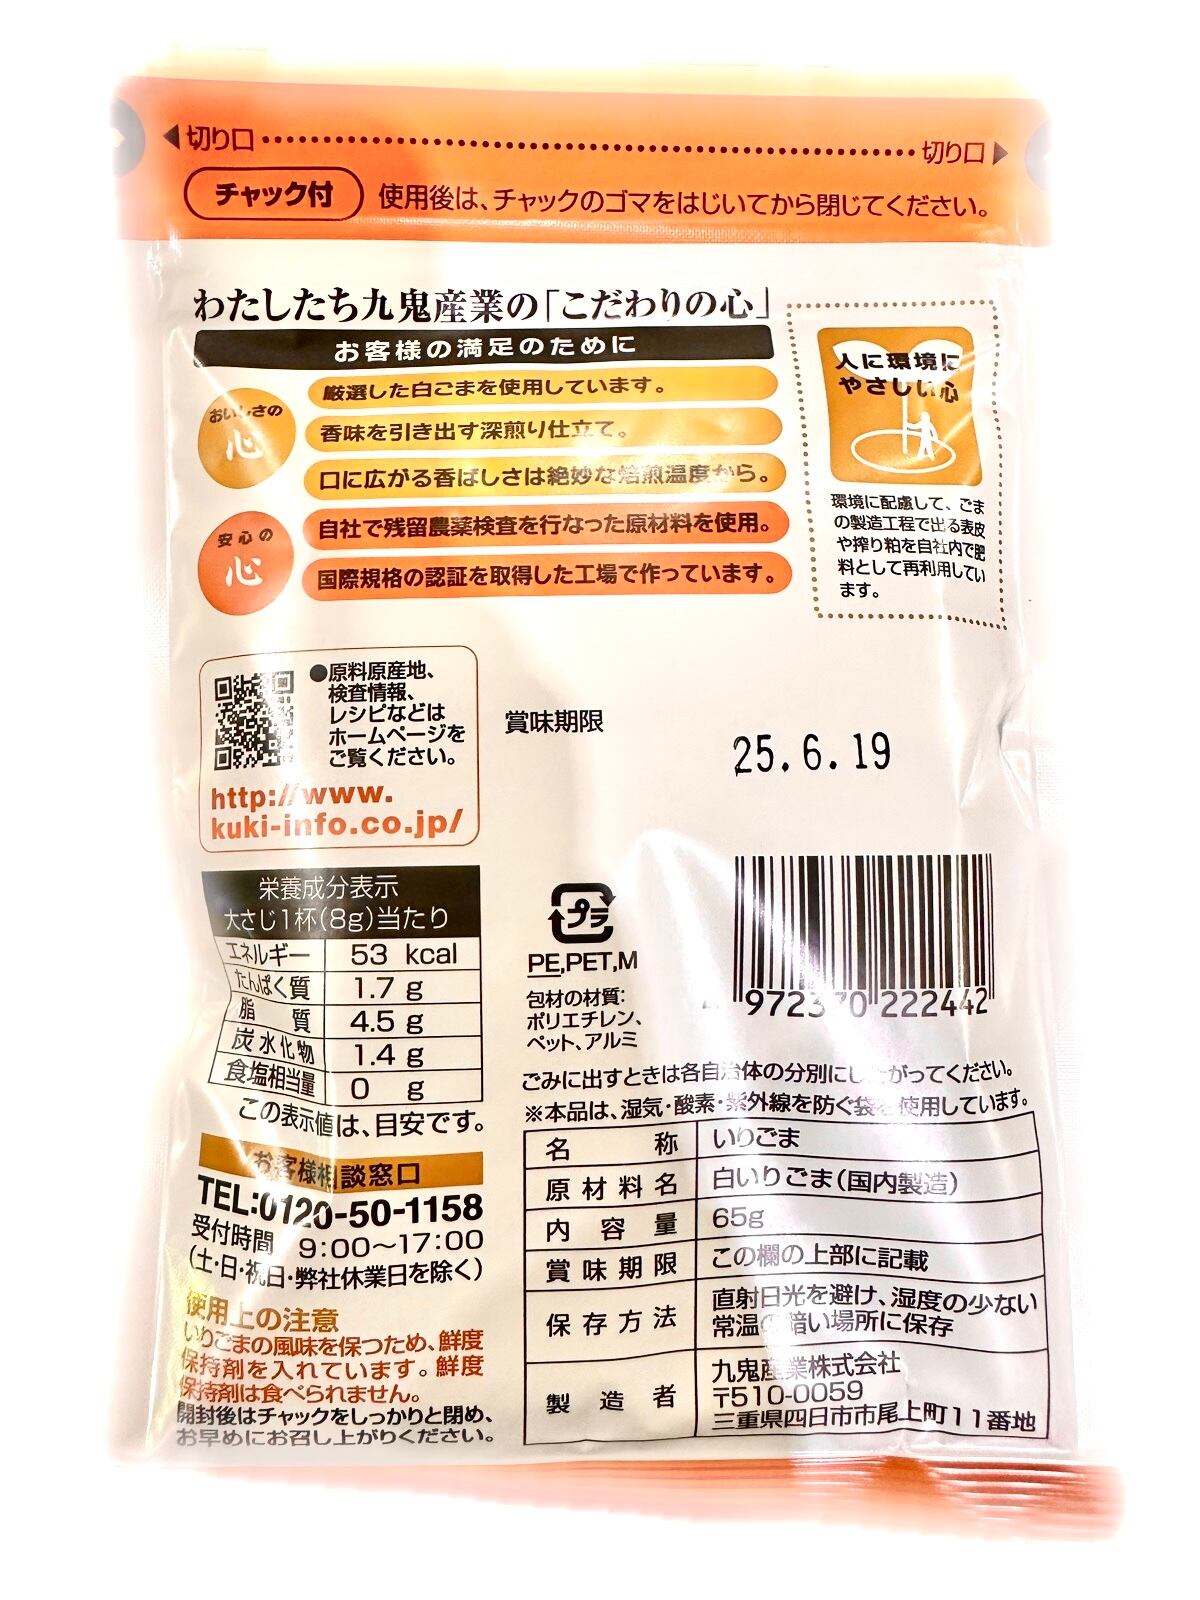 切り口 切り口
チャック付 使用後は、チャックのゴマをはじいてから閉じてください。
わたしたち九鬼産業の「こだわりの心」
お客様の満足のために
おいしさの
心
厳選した白ごまを使用しています。
香味を引き出す深煎り仕立て。
口に広がる香ばしさは絶妙な焙煎温度から。
安心の
心
自社で残留農薬検査を行なった原材料を使用。
国際規格の認証を取得した工場で作っています。
人に環境に
やさしい心
環境に配慮して、ごま
の製造工程で出る表皮
や搾り粕を自社内で肥
料として再利用してい
ます。
●原料原産地、
検査情報、
レシピなどは
ホームページを
ご覧ください。
http://www.
kuki-info.co.jp/
賞味期限
25.6.19
栄養成分表示
大さじ1杯(8g)当たり
エネルギー 53 kcal
たんぱく質 1.7 g
脂質 4.5 g
炭水化物 1.4 g
食塩相当量 0 g
この表示値は、目安です。
お客様相談窓口
TEL:0120-50-1158
受付時間 9:00〜17:00
(土・日・祝日・弊社休業日を除く)
使用上の注意
いりごまの風味を保つため、鮮度
保持剤を入れています。鮮度
保持剤は食べられません。
開封後はチャックをしっかりと閉め、
お早めにお召し上がりください。
プラ
PE,PET,M
包材の材質:
ポリエチレン、
ペット、アルミ
4 972370 222442
ごみに出すときは各自治体の分別にしたがってください。
※本品は、湿気・酸素・紫外線を防ぐ袋を使用しています。
名称 いりごま
原材料名 白いりごま(国内製造)
内容量 65g
賞味期限 この欄の上部に記載
保存方法 直射日光を避け、湿度の少ない
常温の暗い場所に保存
製造者 九鬼産業株式会社
〒510-0059
三重県四日市市尾上町11番地